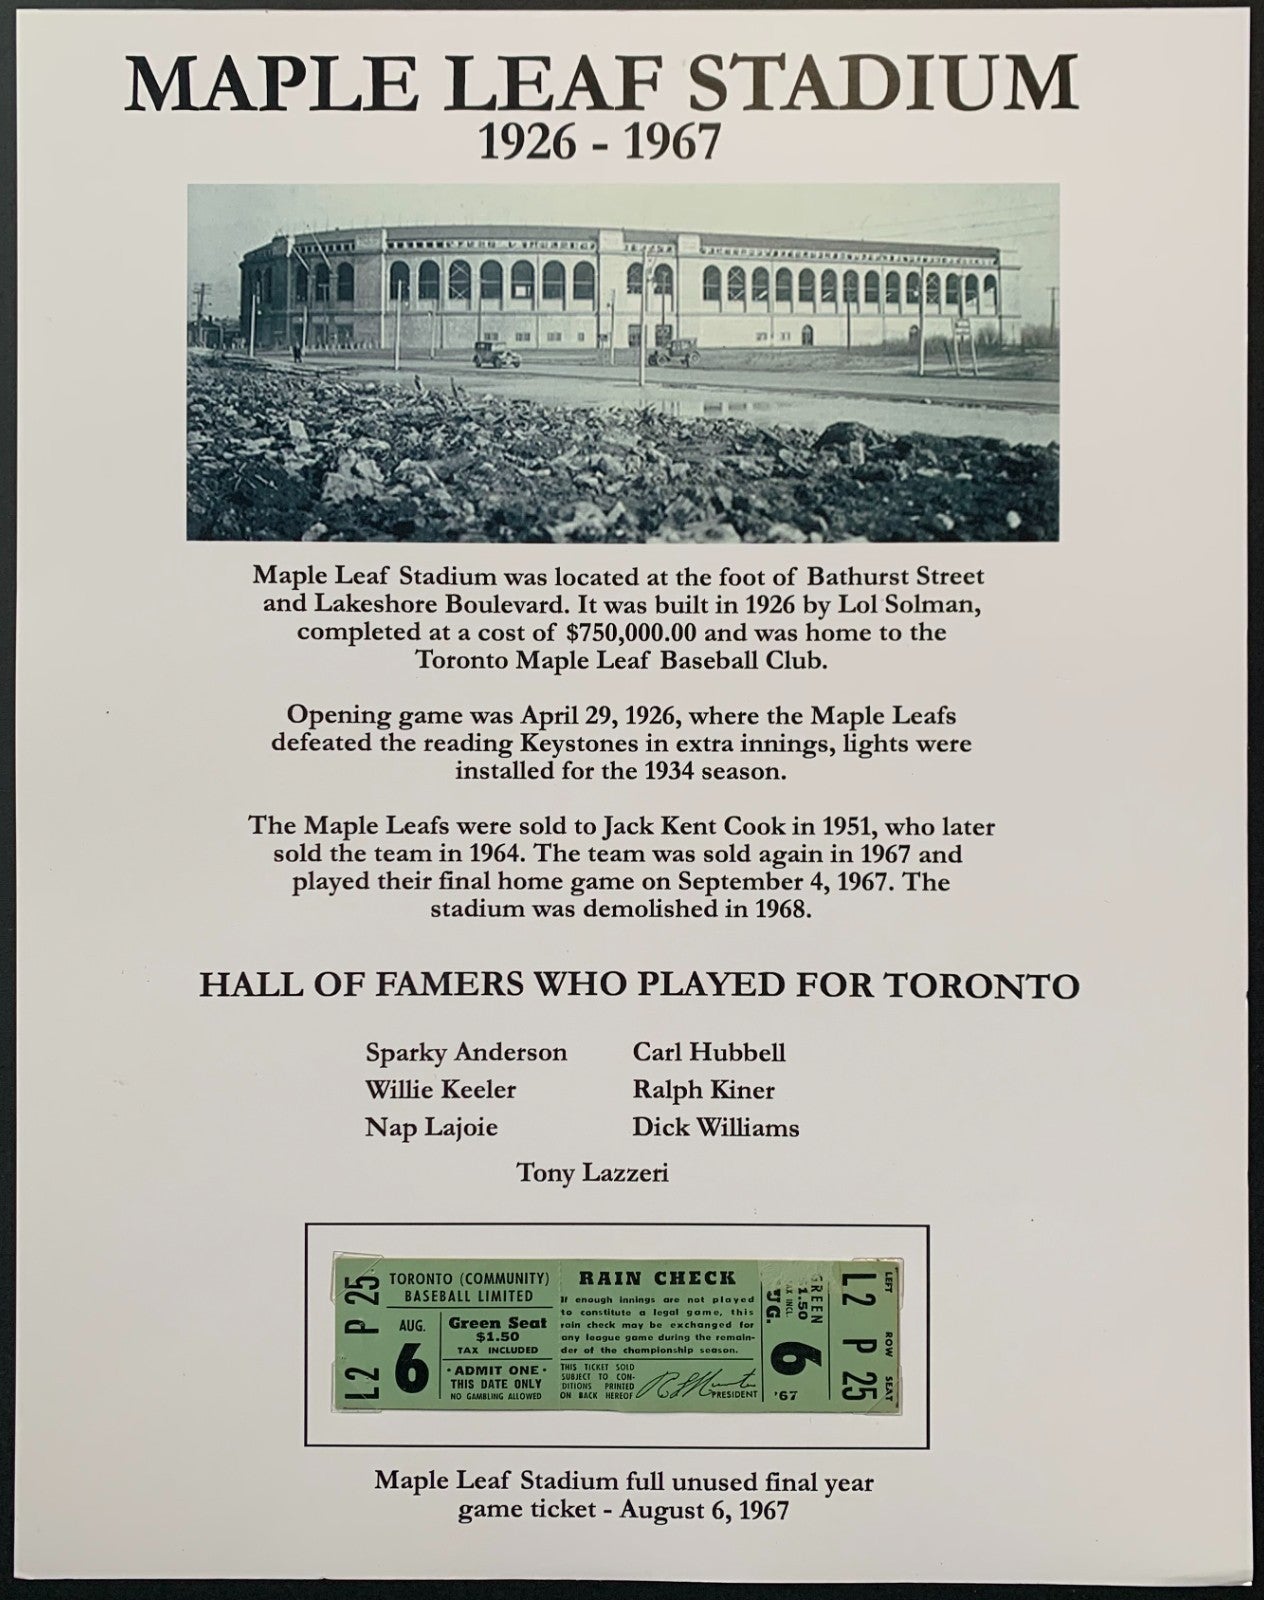 MAPLE LEAF STADIUM
1926 - 1967
Maple Leaf Stadium was located at the foot of Bathurst Street
and Lakeshore Boulevard. It was built in 1926 by Lol Solman,
completed at a cost of $750,000.00 and was home to the
Toronto Maple Leaf Baseball Club.
Opening game was April 29, 1926, where the Maple Leafs
defeated the reading Keystones in extra innings, lights were
installed for the 1934 season.
The Maple Leafs were sold to Jack Kent Cook in 1951, who later
sold the team in 1964. The team was sold again in 1967 and
played their final home game on September 4, 1967. The
stadium was demolished in 1968.
HALL OF FAMERS WHO PLAYED FOR TORONTO
Sparky Anderson Carl Hubbell
Willie Keeler Ralph Kiner
Nap Lajoie Dick Williams
Tony Lazzeri
L2 P 25
TORONTO (COMMUNITY)
BASEBALL LIMITED
AUG.
6
Green Seat
$1.50
TAX INCLUDED
• ADMIT ONE •
THIS DATE ONLY
NO GAMBLING ALLOWED
RAIN CHECK
If enough innings are not played
to constitute a legal game, this
rain check may be exchanged for
any league game during the remain-
der of the championship season.
THIS TICKET SOLD
SUBJECT TO CON-
DITIONS PRINTED
ON BACK HEREOF
PRESIDENT
UG.
6
'67
REEN
1.50
AX INCL.
L2 P 25
LEFT ROW SEAT
Maple Leaf Stadium full unused final year
game ticket - August 6, 1967